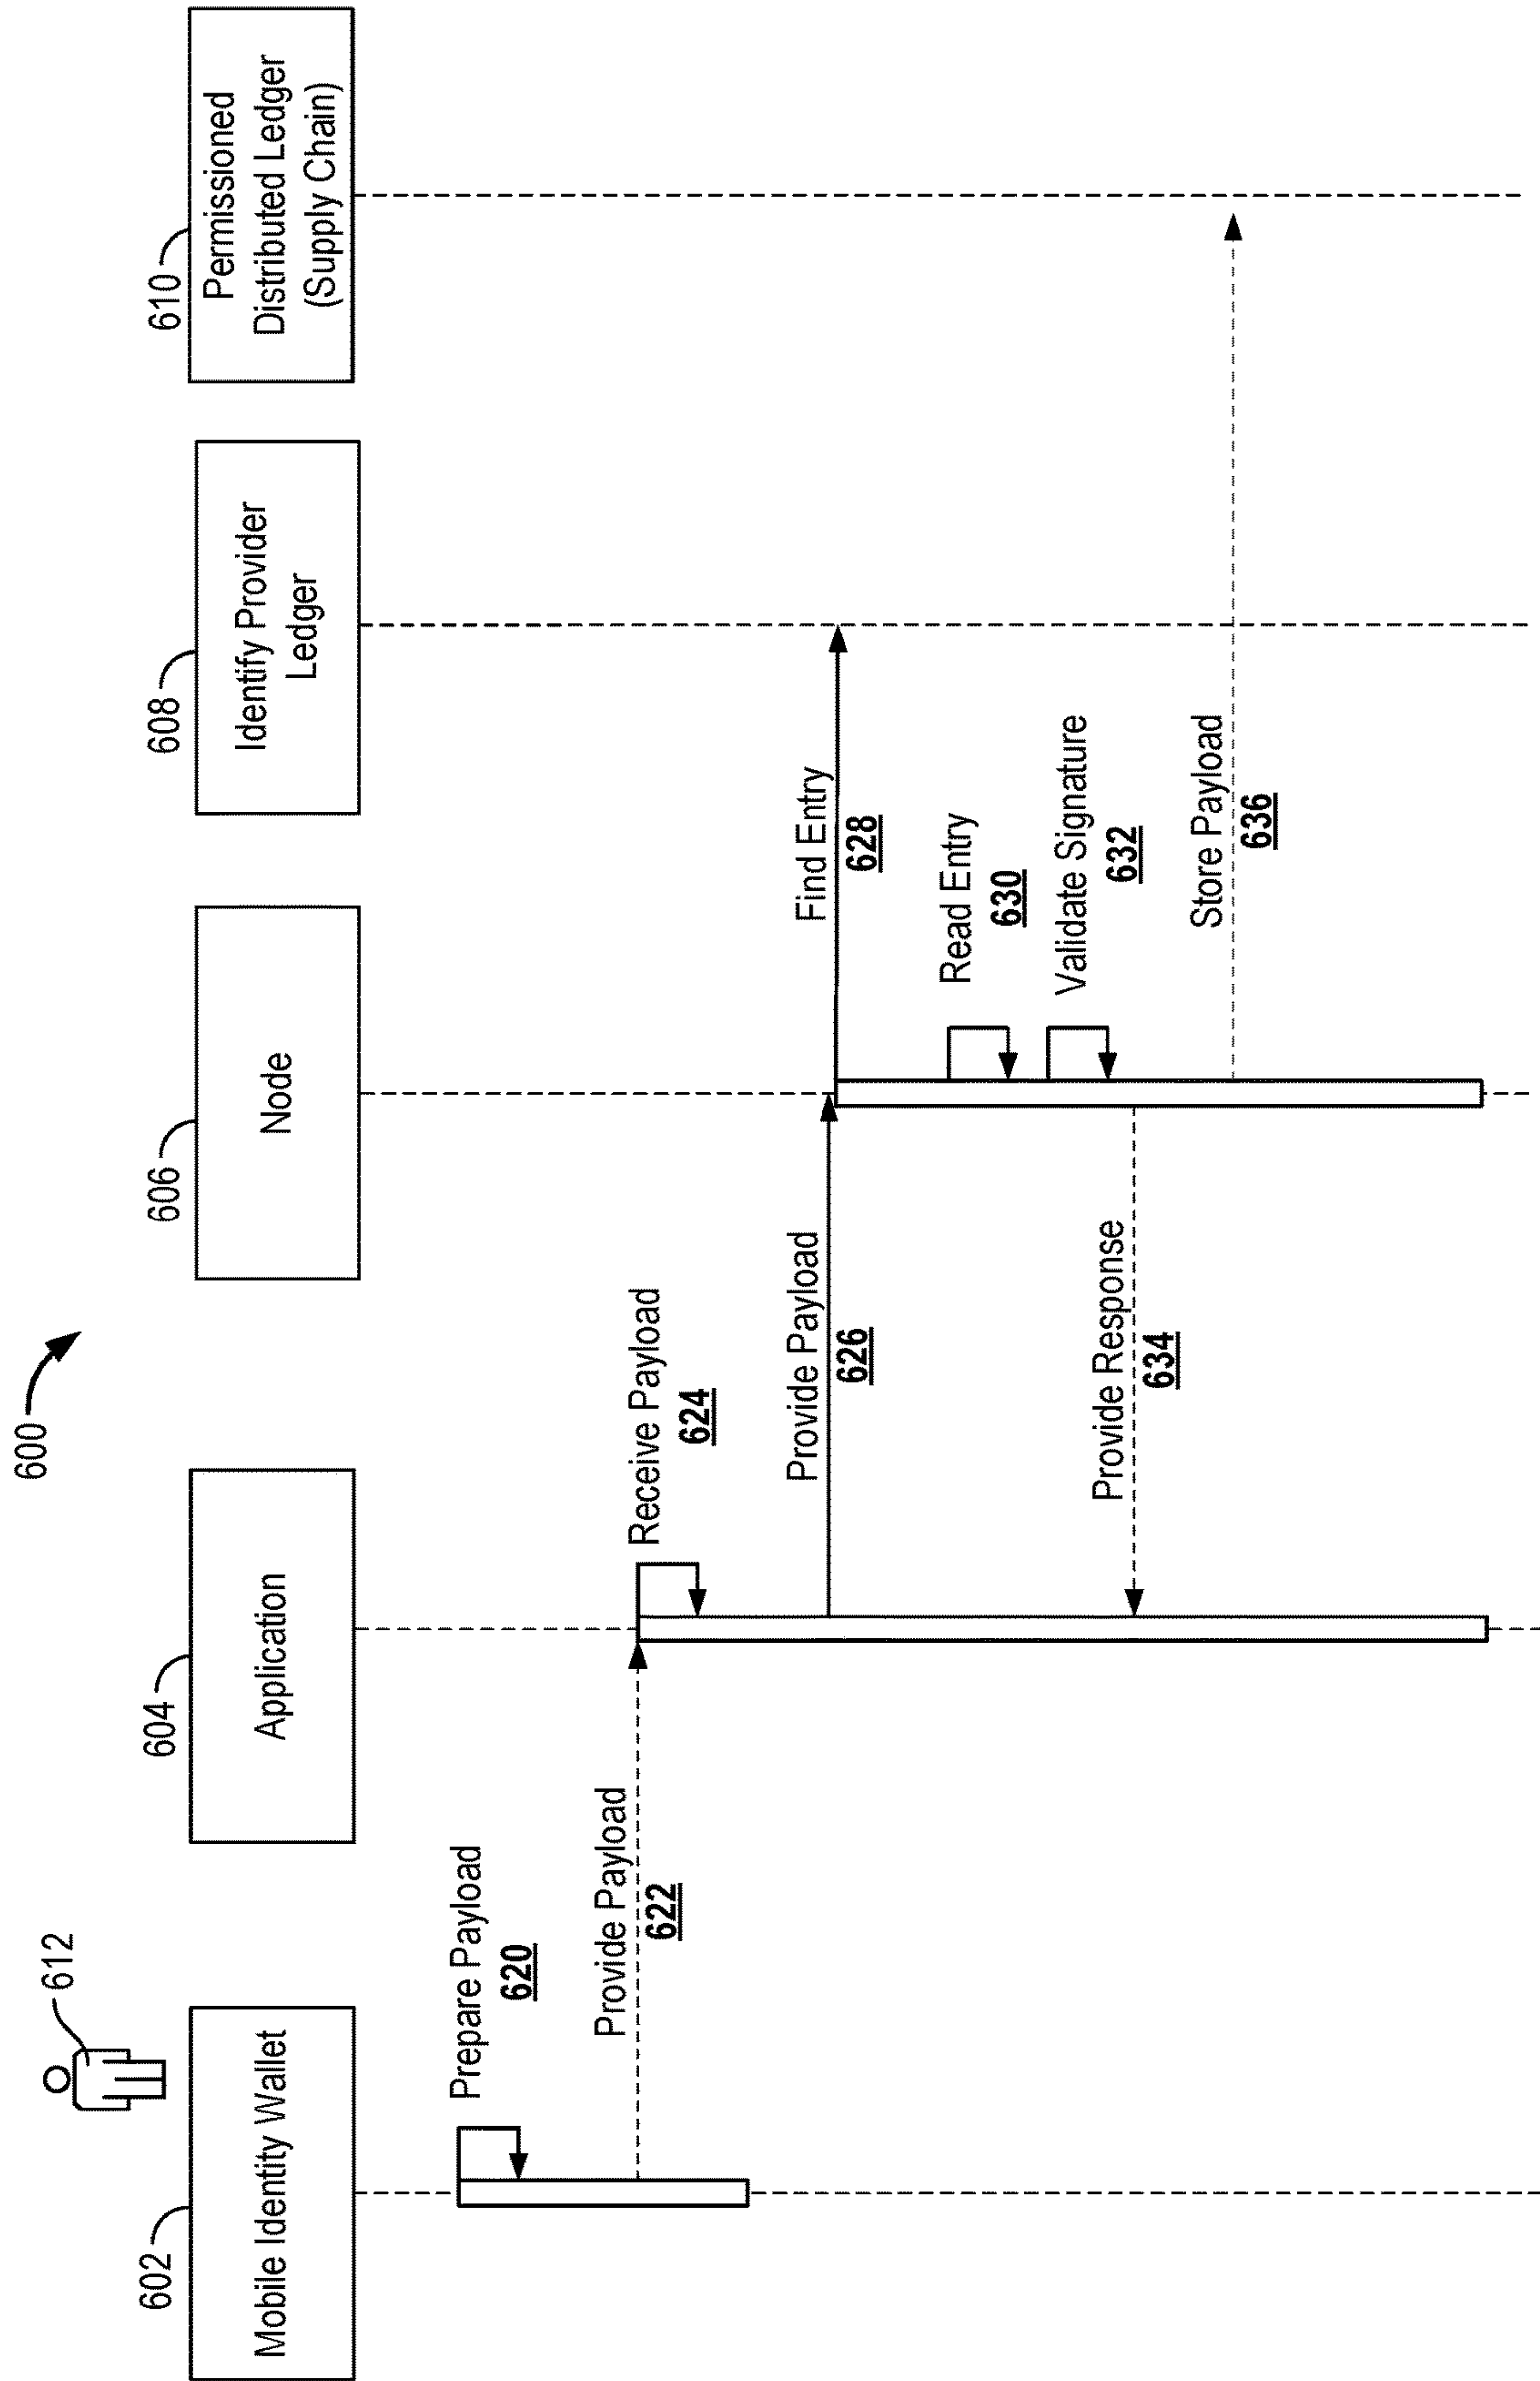 600
612
602
Mobile Identity Wallet
604
Application
606
Node
608
Identify Provider
Ledger
610
Permissioned
Distributed Ledger
(Supply Chain)
Prepare Payload
620
Provide Payload
622
Receive Payload
624
Provide Payload
626
Find Entry
628
Read Entry
630
Validate Signature
632
Provide Response
634
Store Payload
636